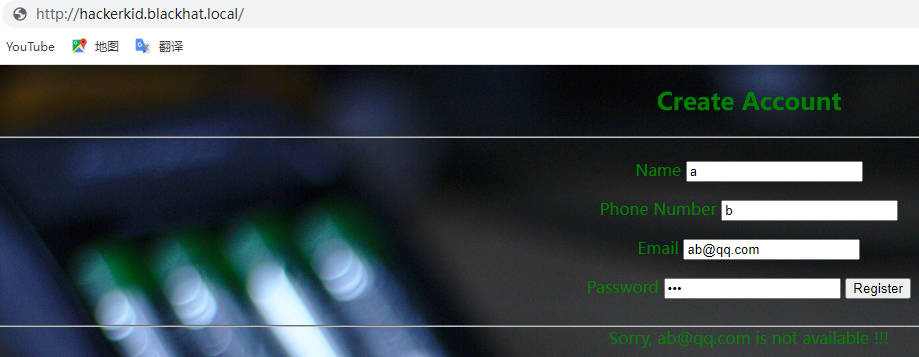 http://hackerkid.blackhat.local/
YouTube 地图 翻译
Create Account
Name a
Phone Number b
Email ab@qq.com
Password ••• Register
Sorry, ab@qq.com is not available !!!